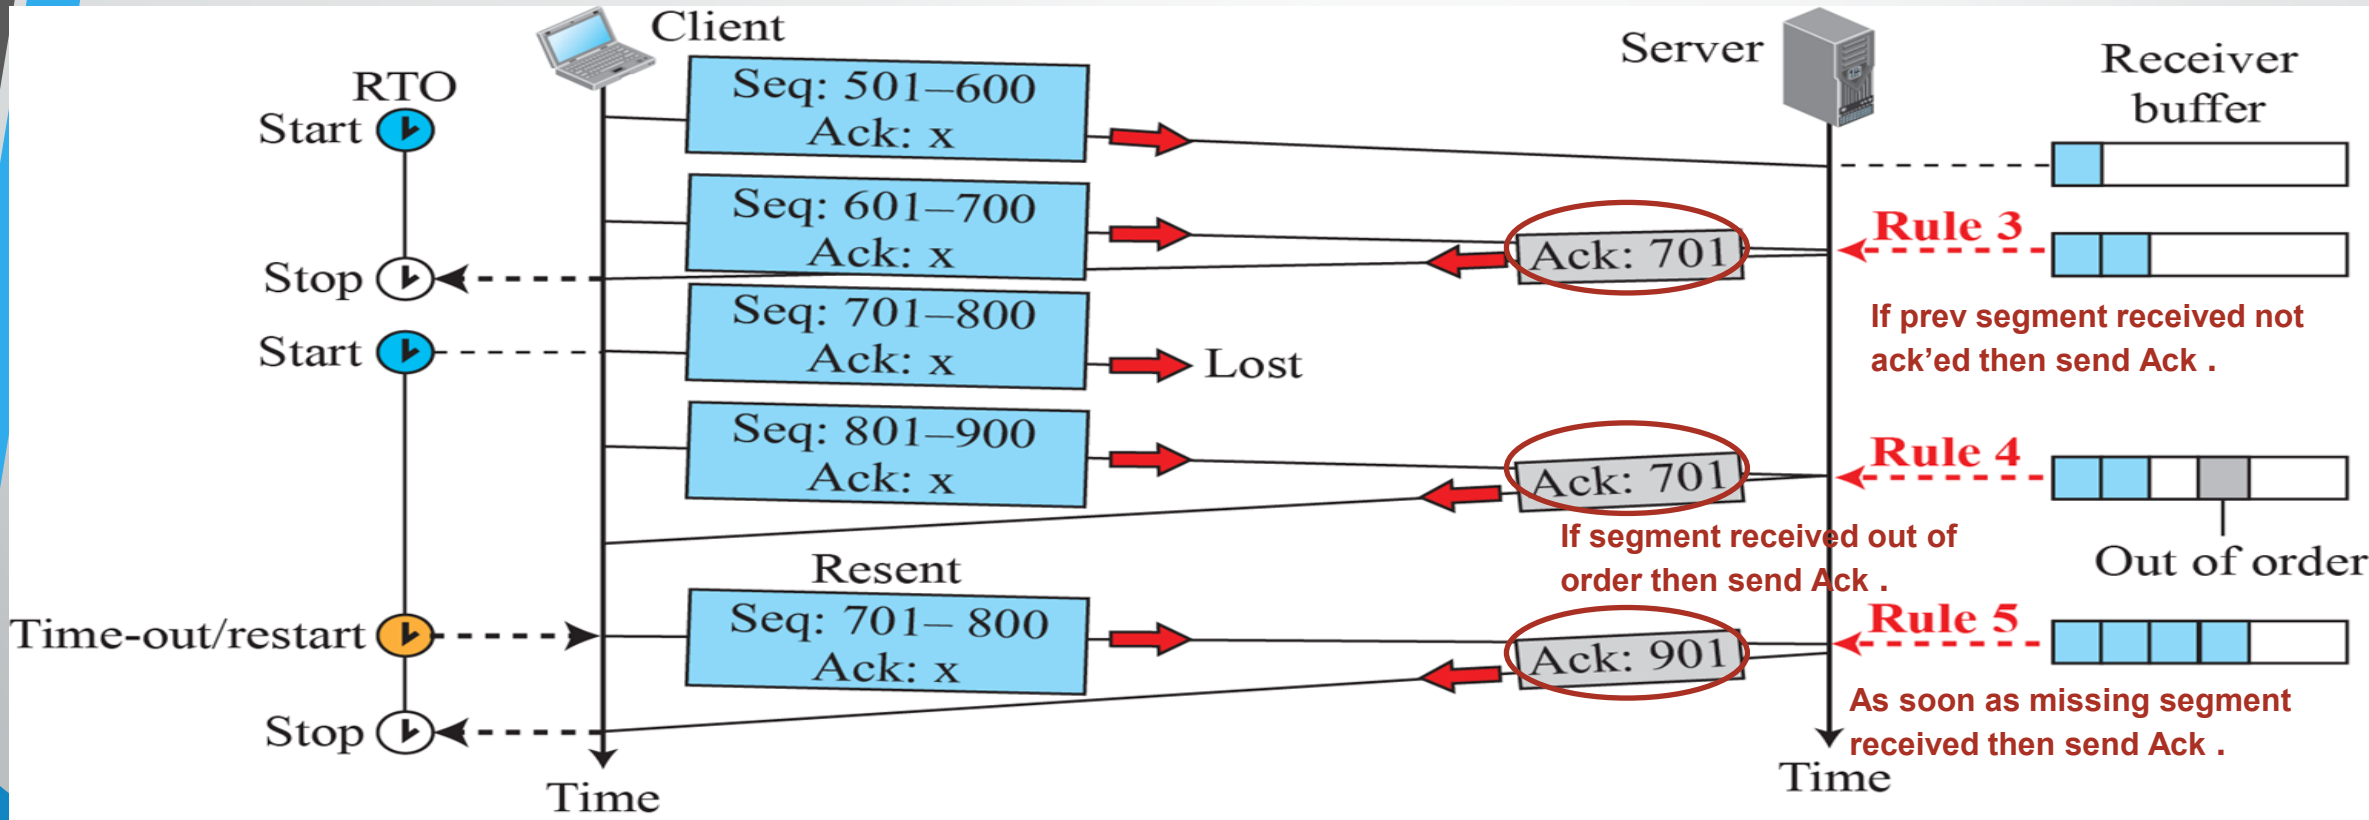 Client
Server
Receiver
buffer
RTO
Start
Seq: 501–600
Ack: x
Seq: 601–700
Ack: x
Ack: 701
Rule 3
Stop
If prev segment received not
ack’ed then send Ack .
Seq: 701–800
Ack: x
Start
Lost
Seq: 801–900
Ack: x
Ack: 701
Rule 4
If segment received out of
order then send Ack .
Out of order
Resent
Time-out/restart
Seq: 701– 800
Ack: x
Ack: 901
Rule 5
As soon as missing segment
received then send Ack .
Stop
Time
Time